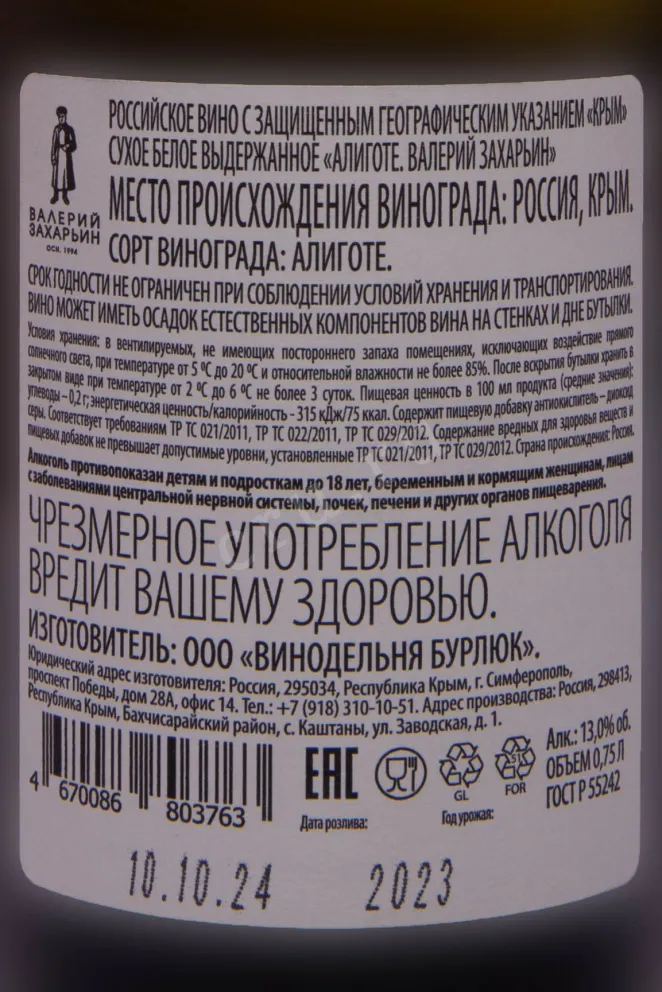 РОССИЙСКОЕ ВИНО С ЗАЩИЩЕННЫМ ГЕОГРАФИЧЕСКИМ УКАЗАНИЕМ «КРЫМ»
СУХОЕ БЕЛОЕ ВЫДЕРЖАННОЕ «АЛИГОТЕ. ВАЛЕРИЙ ЗАХАРЬИН»
МЕСТО ПРОИСХОЖДЕНИЯ ВИНОГРАДА: РОССИЯ, КРЫМ.
СОРТ ВИНОГРАДА: АЛИГОТЕ.
ВАЛЕРИЙ
ЗАХАРЬИН
ОСН. 1994
СРОК ГОДНОСТИ НЕ ОГРАНИЧЕН ПРИ СОБЛЮДЕНИИ УСЛОВИЙ ХРАНЕНИЯ И ТРАНСПОРТИРОВАНИЯ.
ВИНО МОЖЕТ ИМЕТЬ ОСАДОК ЕСТЕСТВЕННЫХ КОМПОНЕНТОВ ВИНА НА СТЕНКАХ И ДНЕ БУТЫЛКИ.
Условия хранения: в вентилируемых, не имеющих постороннего запаха помещениях, исключающих воздействие прямого
солнечного света, при температуре от 5 ºС до 20 ºС и относительной влажности не более 85%. После вскрытия бутылки хранить в
закрытом виде при температуре от 2 ºС до 6 ºС не более 3 суток. Пищевая ценность в 100 мл продукта (средние значения):
углеводы – 0,2 г; энергетическая ценность/калорийность - 315 кДж/75 ккал. Содержит пищевую добавку антиокислитель – диоксид
серы. Соответствует требованиям ТР ТС 021/2011, ТР ТС 022/2011, ТР ТС 029/2012. Содержание вредных для здоровья веществ и
пищевых добавок не превышает допустимые уровни, установленные ТР ТС 021/2011, ТР ТС 029/2012. Страна происхождения: Россия.
Алкоголь противопоказан детям и подросткам до 18 лет, беременным и кормящим женщинам, лицам
с заболеваниями центральной нервной системы, почек, печени и других органов пищеварения.
ЧРЕЗМЕРНОЕ УПОТРЕБЛЕНИЕ АЛКОГОЛЯ
ВРЕДИТ ВАШЕМУ ЗДОРОВЬЮ.
ИЗГОТОВИТЕЛЬ: ООО «ВИНОДЕЛЬНЯ БУРЛЮК».
Юридический адрес изготовителя: Россия, 295034, Республика Крым, г. Симферополь,
проспект Победы, дом 28А, офис 14. Тел.: +7 (918) 310-10-51. Адрес производства: Россия, 298413,
Республика Крым, Бахчисарайский район, с. Каштаны, ул. Заводская, д. 1.
4 670086 803763
EAC
GL
51
FOR
Алк.: 13,0% об.
ОБЪЕМ 0,75 Л
ГОСТ Р 55242
Дата розлива:
Год урожая:
10.10.24
2023